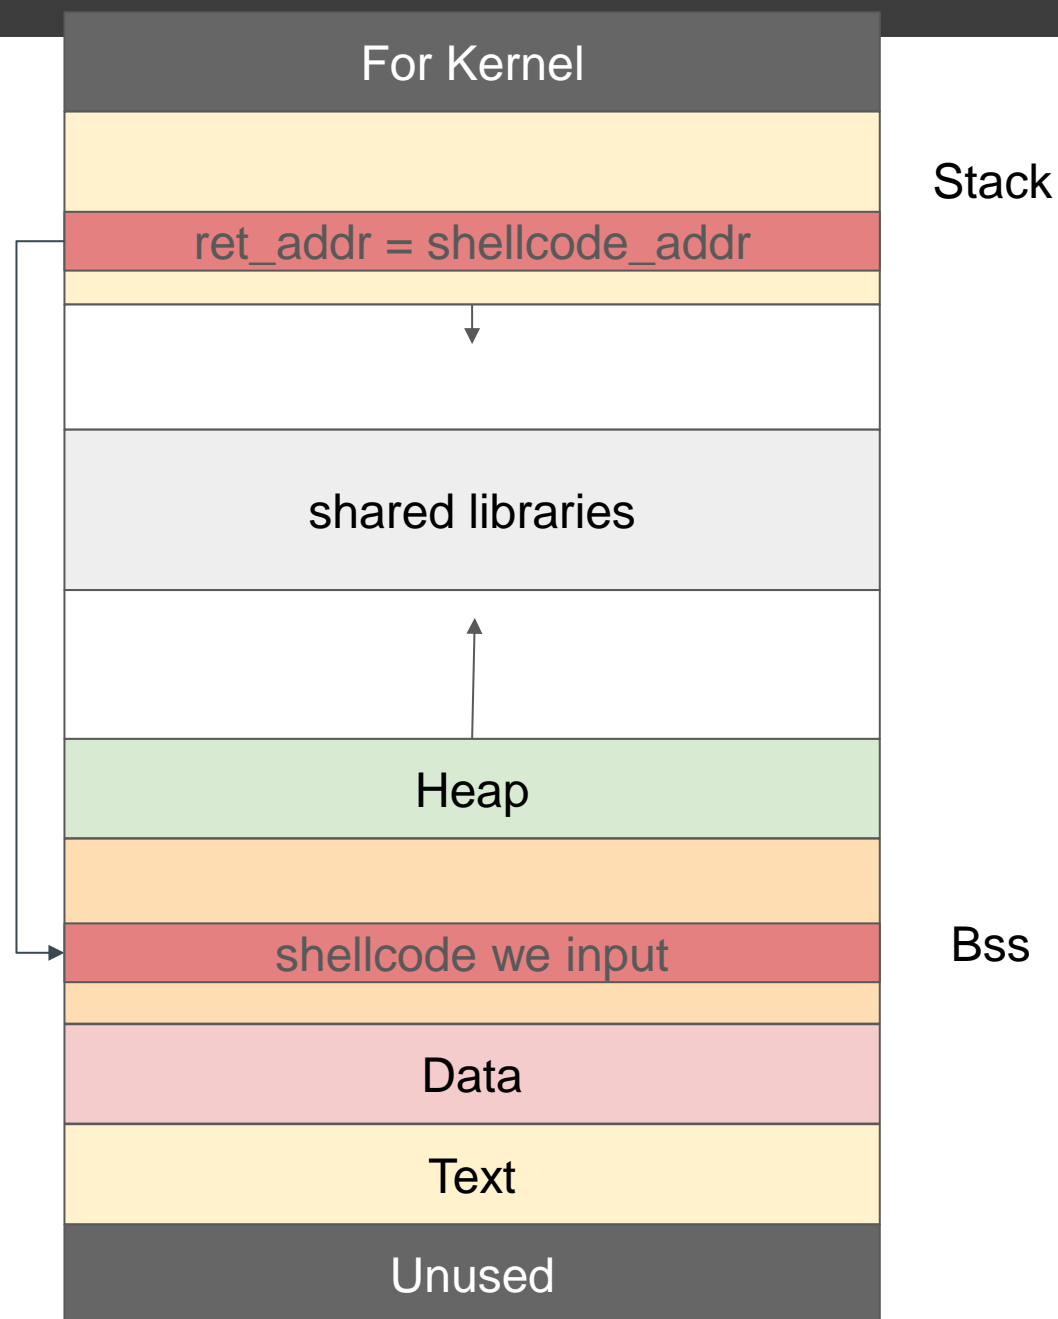 For Kernel
Stack
ret_addr = shellcode_addr
shared libraries
Heap
Bss
shellcode we input
Data
Text
Unused